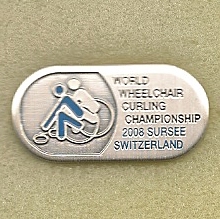 WORLD
WHEELCHAIR
CURLING
CHAMPIONSHIP
2008 SURSEE
SWITZERLAND